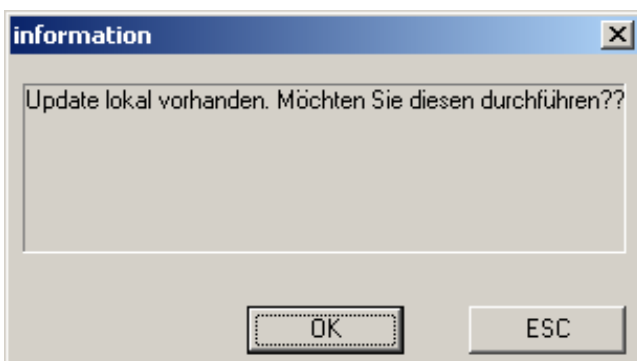 information
Update lokal vorhanden. Möchten Sie diesen durchführen??
OK
ESC